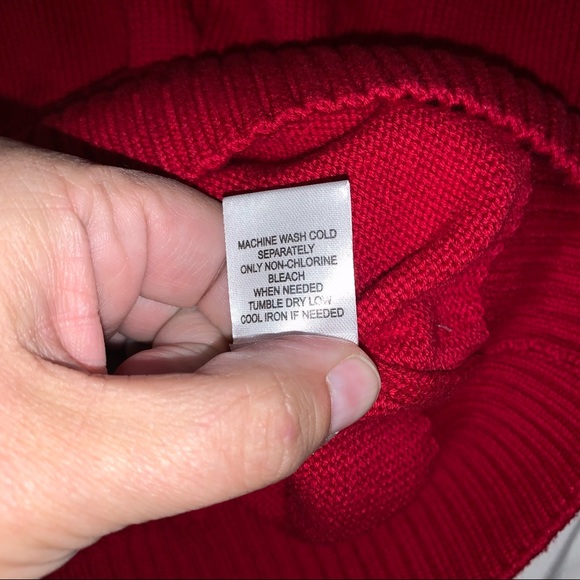 MACHINE WASH COLD
SEPARATELY
ONLY NON-CHLORINE
BLEACH
WHEN NEEDED
TUMBLE DRY LOW
COOL IRON IF NEEDED